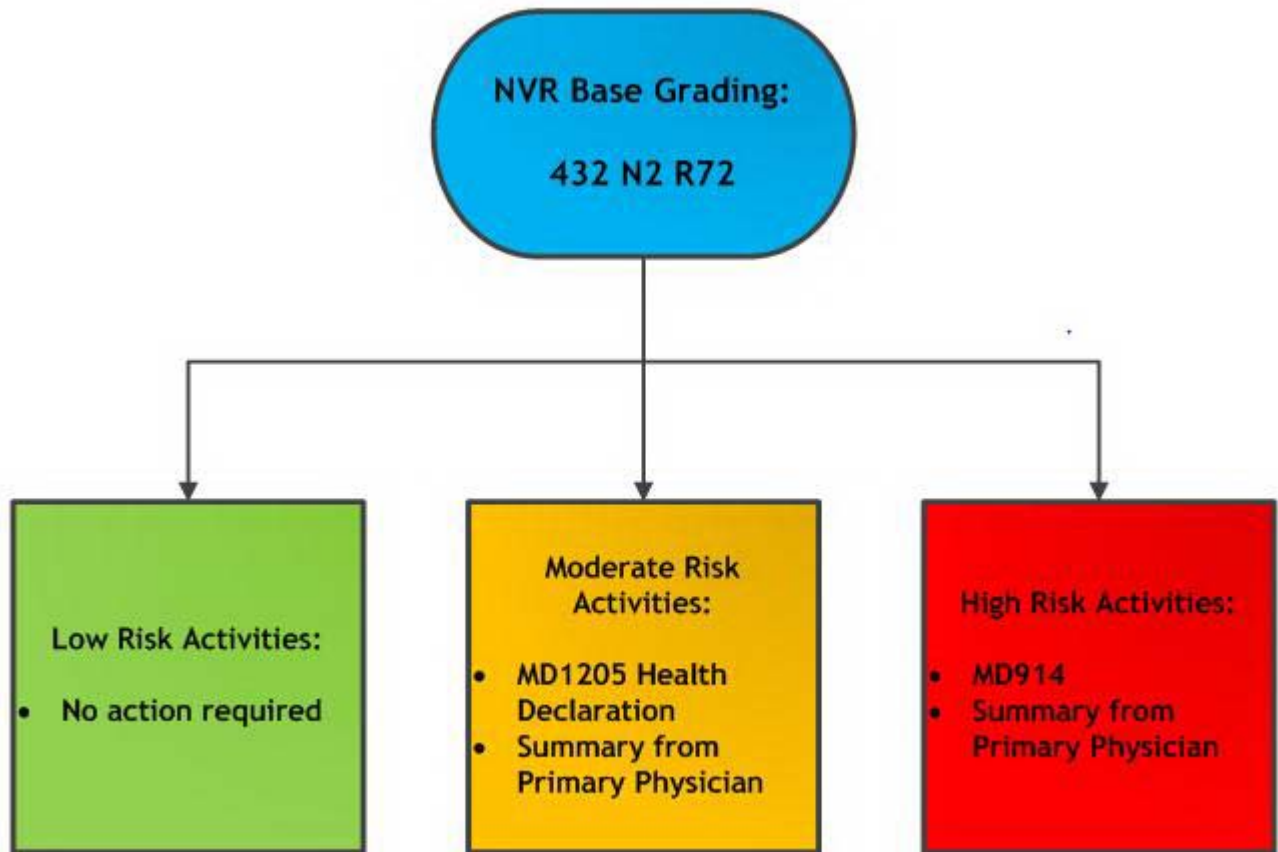 NVR Base Grading:
432 N2 R72
Low Risk Activities:
• No action required
Moderate Risk
Activities:
• MD1205 Health
Declaration
• Summary from
Primary Physician
High Risk Activities:
• MD914
• Summary from
Primary Physician